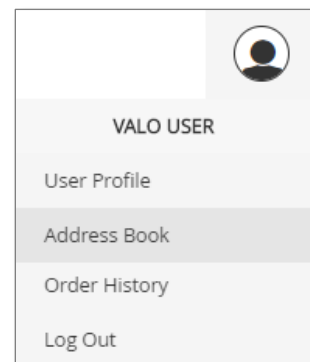 VALO USER
User Profile
Address Book
Order History
Log Out